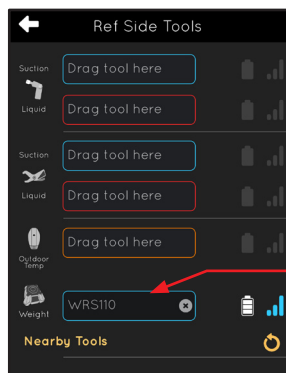 Ref Side Tools
Suction
Drag tool here
Liquid
Drag tool here
Suction
Drag tool here
Liquid
Drag tool here
Drag tool here
Outdoor
Temp
WRS110
Weight
Nearby Tools